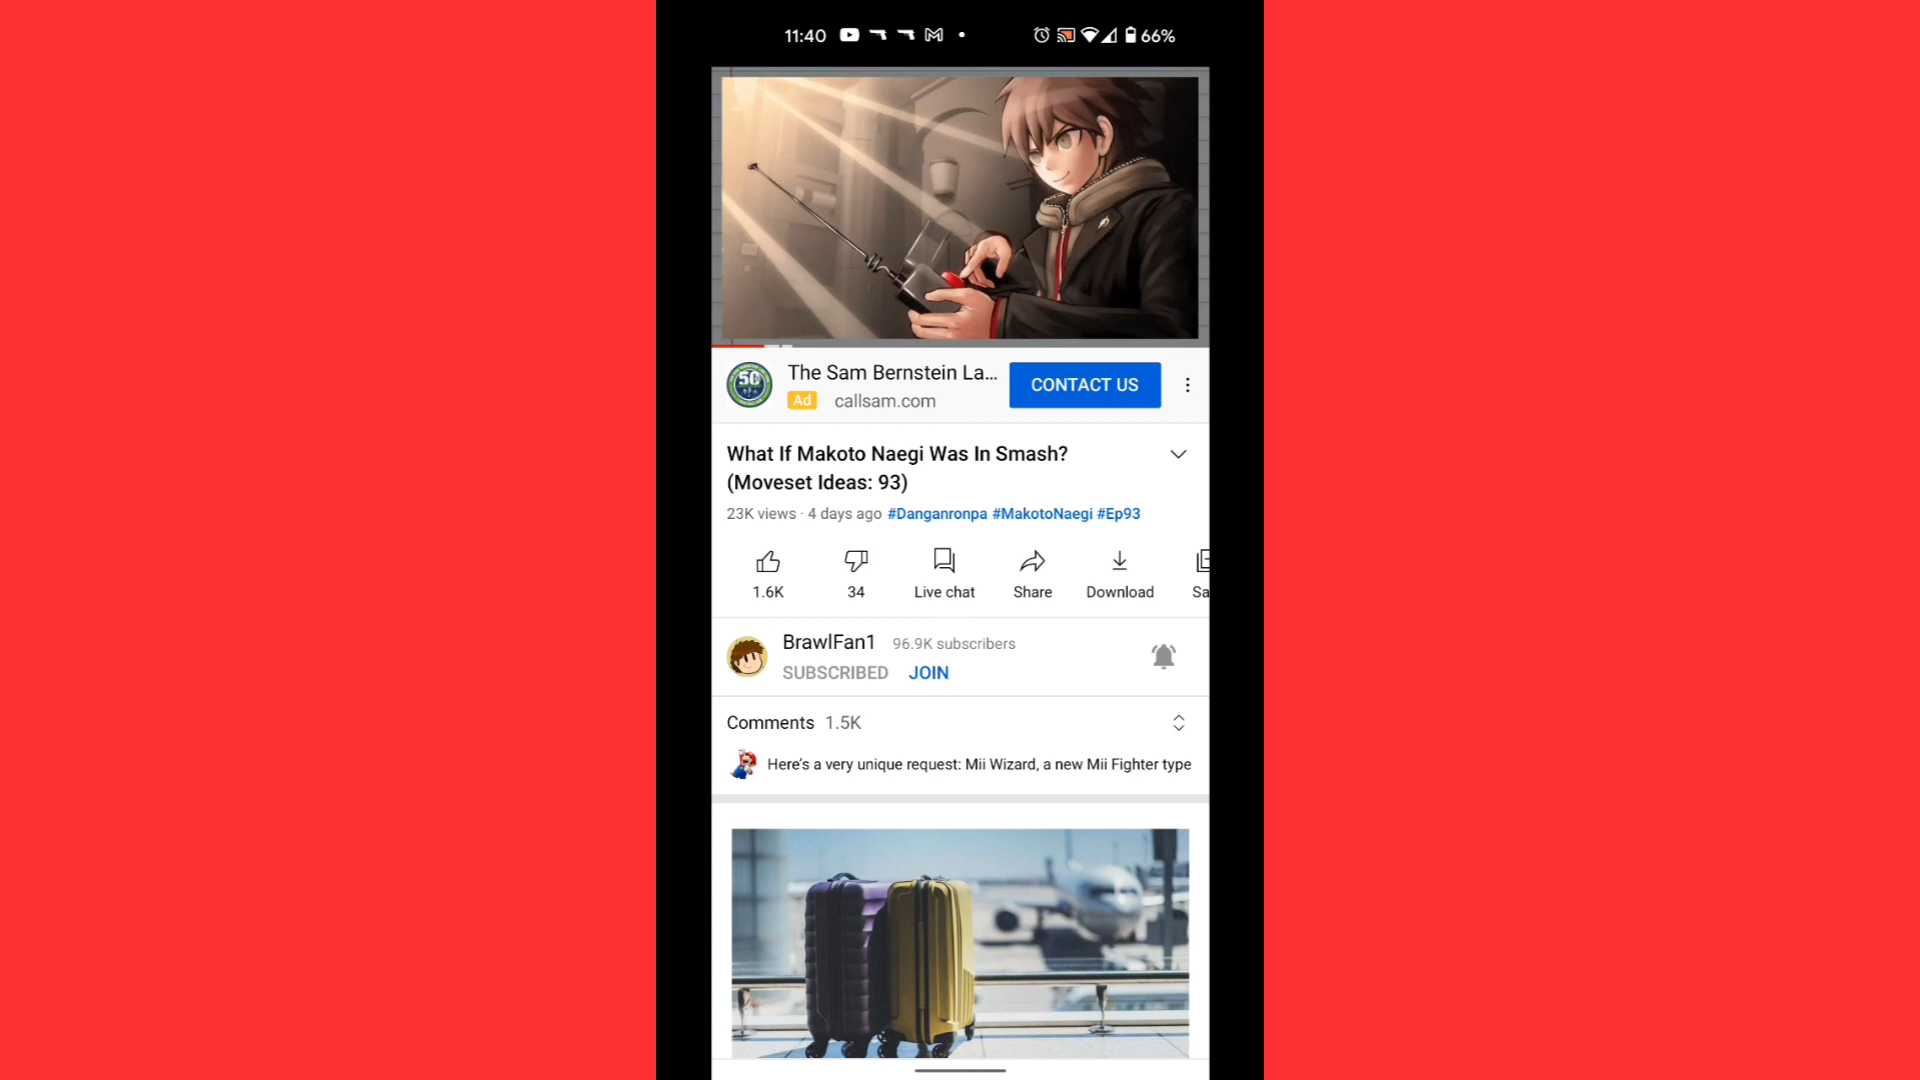 11:40
66%
50
The Sam Bernstein La...
CONTACT US
Ad
callsam.com
What If Makoto Naegi Was In Smash?
(Moveset Ideas: 93)
23K views · 4 days ago #Danganronpa #MakotoNaegi #Ep93
1.6K
34
Live chat
Share
Download
Sa
BrawlFan1 96.9K subscribers
SUBSCRIBED JOIN
Comments 1.5K
Here's a very unique request: Mii Wizard, a new Mii Fighter type